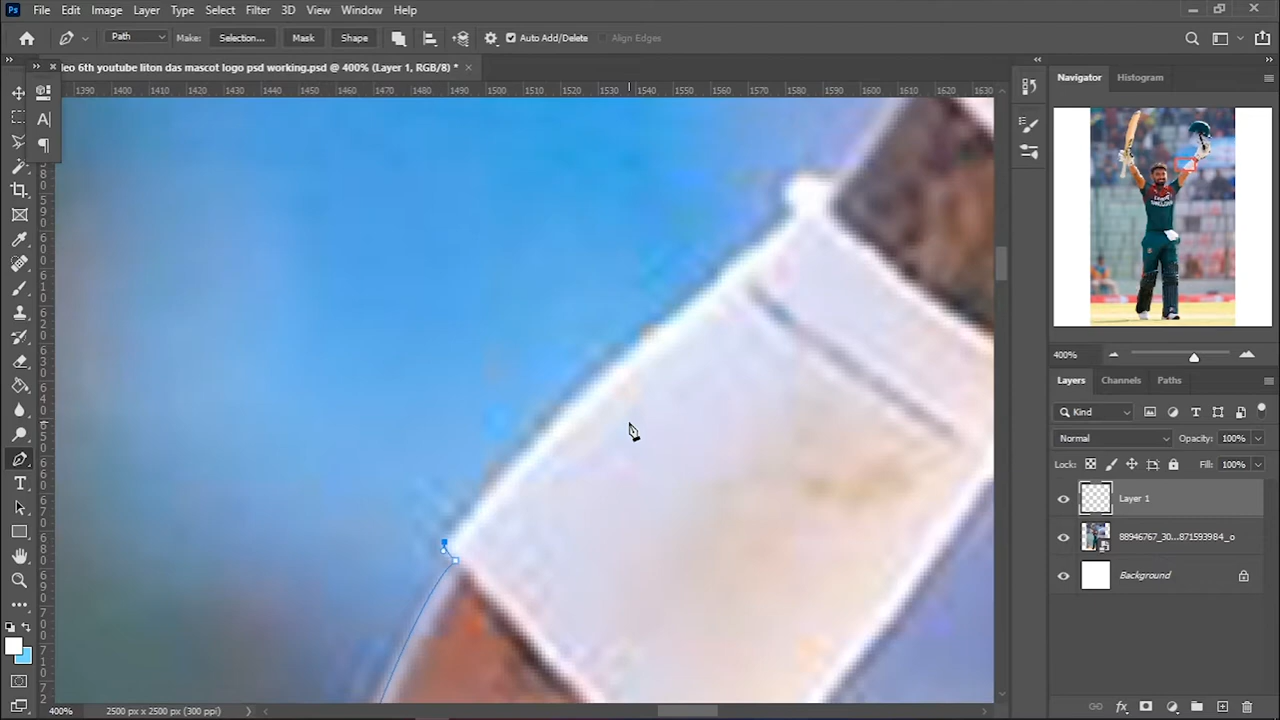 Ps File Edit Image Layer Type Select Filter 3D View Window Help
Path Make: Selection... Mask Shape Auto Add/Delete Align Edges
leo 6th youtube liton das mascot logo psd working.psd @ 400% (Layer 1, RGB/8) *
1390 1400 1410 1420 1430 1440 1450 1460 1470 1480 1490 1500 1510 1520 1530 1540 1550 1560 1570 1580 1590 1600 1610 1620 1630
Navigator Histogram
400%
Layers Channels Paths
Kind
Normal Opacity: 100%
Lock: Fill: 100%
Layer 1
88946767_30...871593984_o
Background
400% 2500 px x 2500 px (300 ppi)